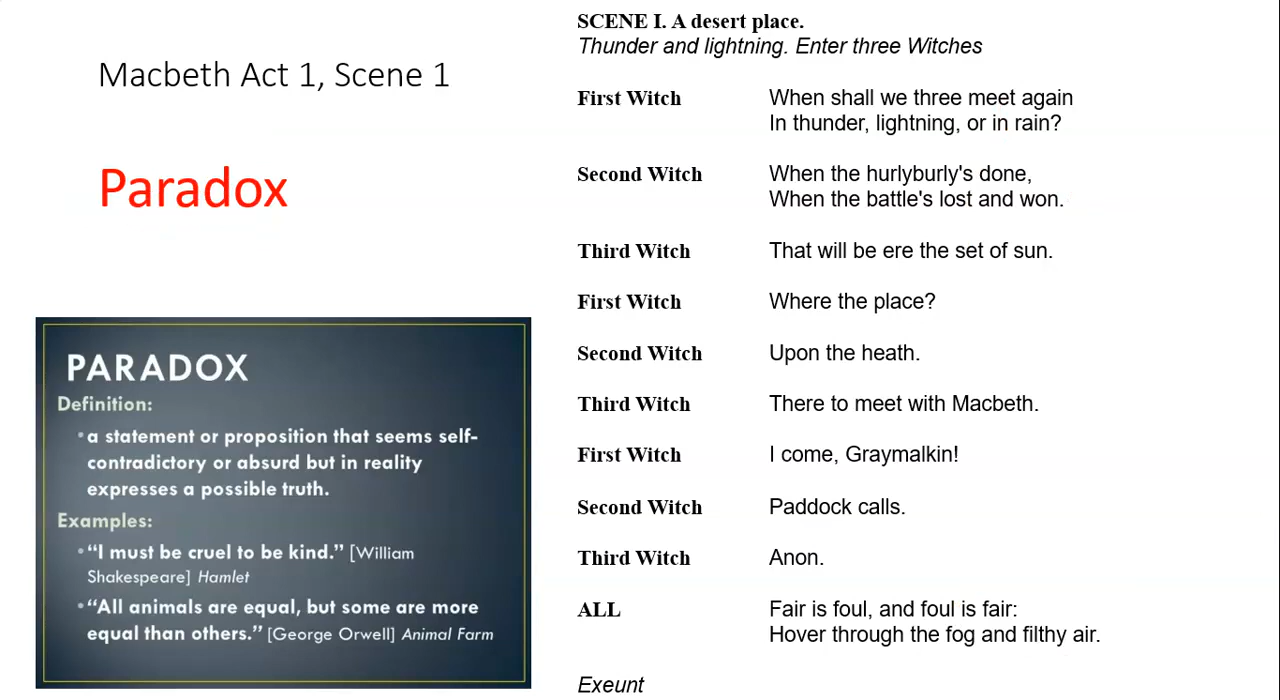 Macbeth Act 1, Scene 1
Paradox
PARADOX
Definition:
•a statement or proposition that seems self-
contradictory or absurd but in reality
expresses a possible truth.
Examples:
•“I must be cruel to be kind.” [William
Shakespeare] Hamlet
•“All animals are equal, but some are more
equal than others.” [George Orwell] Animal Farm
SCENE I. A desert place.
Thunder and lightning. Enter three Witches
First Witch When shall we three meet again
In thunder, lightning, or in rain?
Second Witch When the hurlyburly's done,
When the battle's lost and won.
Third Witch That will be ere the set of sun.
First Witch Where the place?
Second Witch Upon the heath.
Third Witch There to meet with Macbeth.
First Witch I come, Graymalkin!
Second Witch Paddock calls.
Third Witch Anon.
ALL Fair is foul, and foul is fair:
Hover through the fog and filthy air.
Exeunt